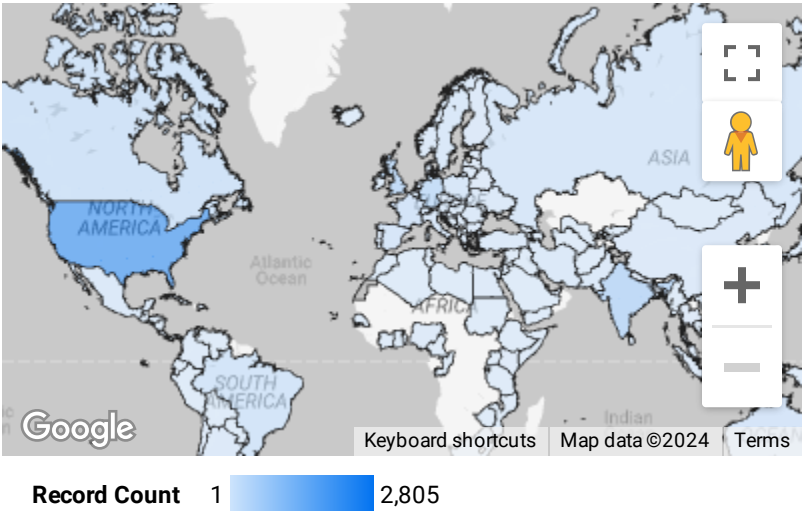 ASIA
NORTH
AMERICA
EUROPE
Atlantic
Ocean
AFRICA
SOUTH
AMERICA
Indian
Google
Keyboard shortcuts
Map data ©2024
Terms
Record Count 1 2,805